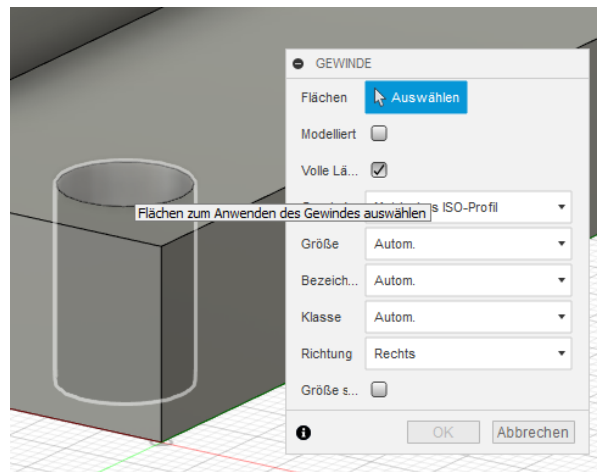 GEWINDE
Flächen Auswählen
Modelliert
Volle Lä...
Flächen zum Anwenden des Gewindes auswählen
ISO-Profil
Größe Autom.
Bezeich... Autom.
Klasse Autom.
Richtung Rechts
Größe s...
OK Abbrechen